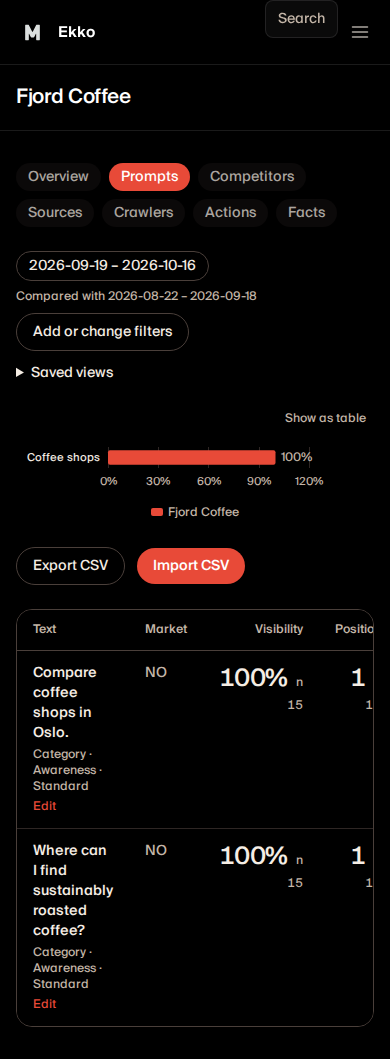 Ekko
Search
Fjord Coffee
Overview
Prompts
Competitors
Sources
Crawlers
Actions
Facts
2026-09-19 – 2026-10-16
Compared with 2026-08-22 – 2026-09-18
Add or change filters
Saved views
Show as table
Coffee shops
100%
0% 30% 60% 90% 120%
Fjord Coffee
Export CSV
Import CSV
Text Market Visibility
Compare
coffee
shops in
Oslo.
Category ·
Awareness ·
Standard
Edit
NO
100% n
15
1
1
Where can
I find
sustainably
roasted
coffee?
Category ·
Awareness ·
Standard
Edit
NO
100% n
15
1
1